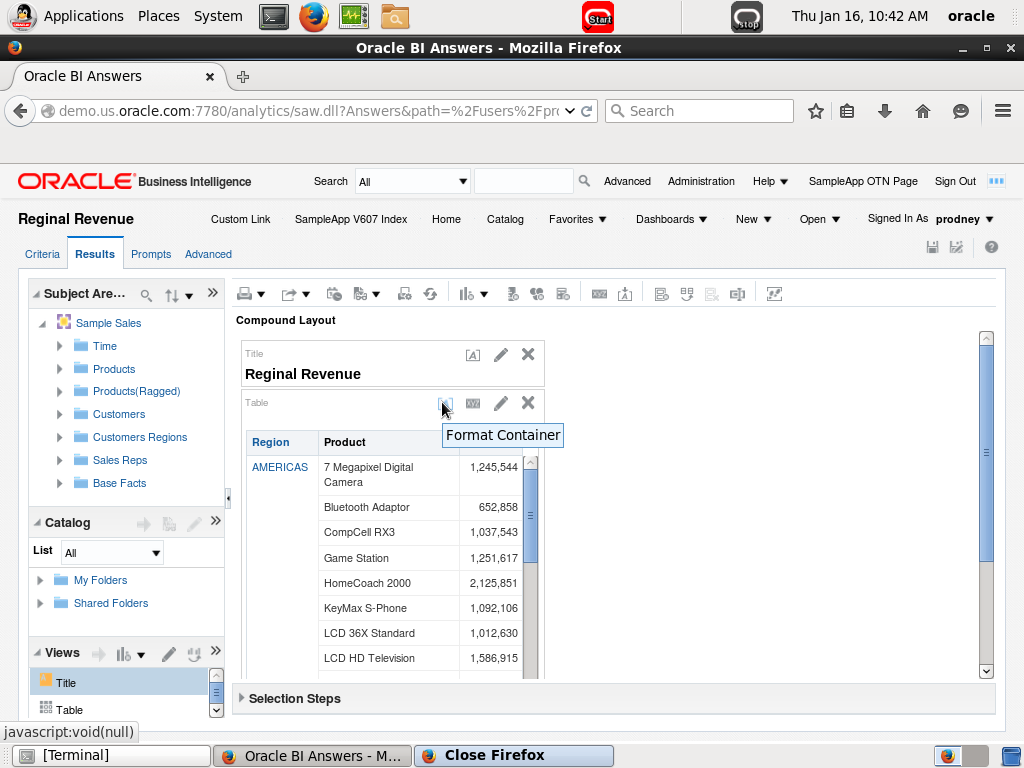 Applications Places System Start stop Thu Jan 16, 10:42 AM oracle
Oracle BI Answers - Mozilla Firefox
Oracle BI Answers
demo.us.oracle.com:7780/analytics/saw.dll?Answers&path=%2Fusers%2Fpro Search
ORACLE Business Intelligence Search All Advanced Administration Help SampleApp OTN Page Sign Out
Reginal Revenue Custom Link SampleApp V607 Index Home Catalog Favorites Dashboards New Open Signed In As prodney
Criteria Results Prompts Advanced
Subject Are...
Sample Sales
Time
Products
Products(Ragged)
Customers
Customers Regions
Sales Reps
Base Facts
Catalog
List All
My Folders
Shared Folders
Views
Title
Table
Compound Layout
Title
Reginal Revenue
Table
Format Container
Region Product
AMERICAS 7 Megapixel Digital Camera 1,245,544
Bluetooth Adaptor 652,858
CompCell RX3 1,037,543
Game Station 1,251,617
HomeCoach 2000 2,125,851
KeyMax S-Phone 1,092,106
LCD 36X Standard 1,012,630
LCD HD Television 1,586,915
Selection Steps
javascript:void(null)
[Terminal] Oracle BI Answers - M... Close Firefox